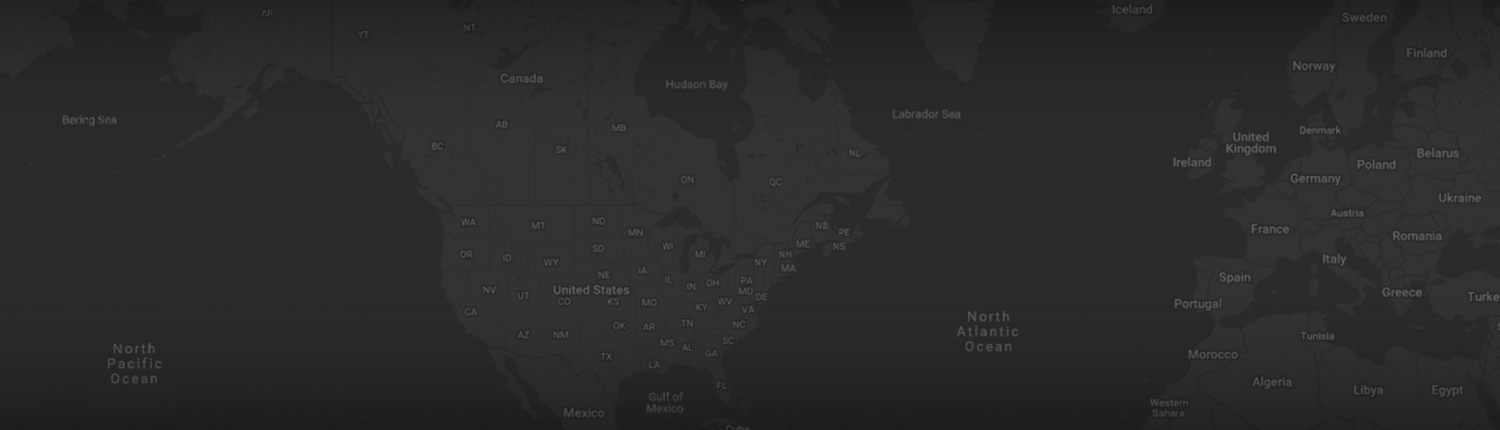 AK
Iceland
Sweden
YT
NT
Finland
Norway
Canada
Hudson Bay
Labrador Sea
Bering Sea
AB
MB
Denmark
United
Kingdom
BC
SK
NL
Belarus
Ireland
Poland
ON
QC
Germany
Ukraine
Austria
WA
MT
ND
MN
NB
PE
France
Romania
OR
ID
WY
SD
WI
MI
NY
NH
ME
NS
MA
Italy
NE
IA
IL
IN
OH
PA
Spain
NV
UT
United States
CO
KS
MO
KY
WV
MD
DE
VA
Greece
Turke
Portugal
CA
North
Atlantic
Ocean
AZ
NM
OK
AR
TN
NC
SC
Tunisia
North
Pacific
Ocean
TX
MS
AL
GA
LA
Morocco
FL
Algeria
Libya
Egypt
Gulf of
Mexico
Mexico
Western
Sahara